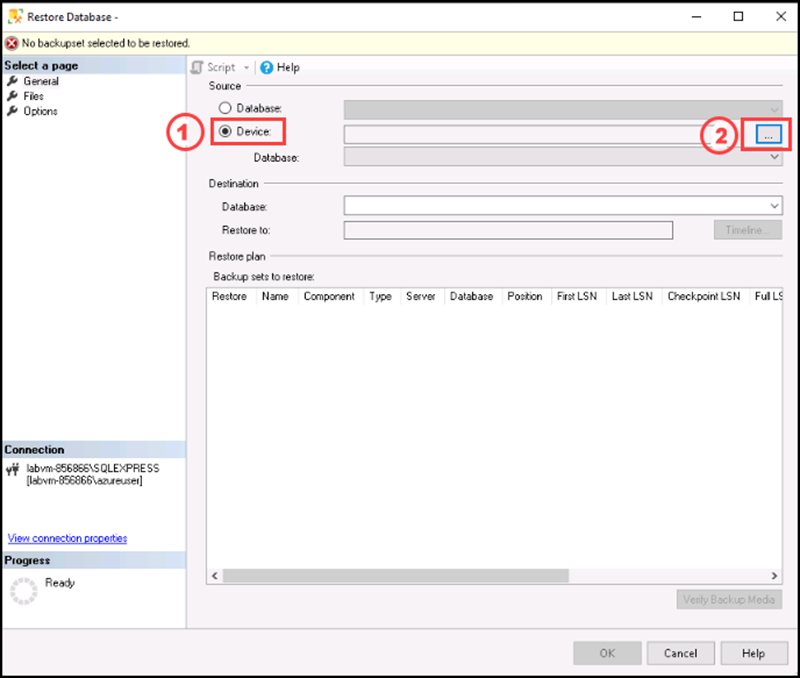 Restore Database -
No backupset selected to be restored.
Select a page
General
Files
Options
Script
Help
Source
Database:
1
Device:
...
2
Database:
Destination
Database:
Restore to:
Timeline...
Restore plan
Backup sets to restore:
Restore Name Component Type Server Database Position First LSN Last LSN Checkpoint LSN Full LS
Connection
labvm-856866\SQLEXPRESS
[labvm-856866\azureuser]
View connection properties
Progress
Ready
Verify Backup Media
OK Cancel Help